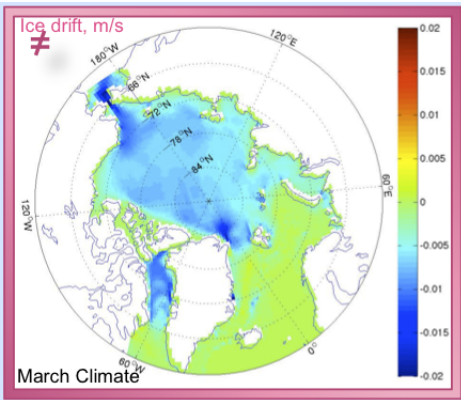 Ice drift, m/s
≠
180°W
120°E
66°N
72°N
78°N
84°N
60°E
120°W
60°W
0°
0.02
0.015
0.01
0.005
0
-0.005
-0.01
-0.015
-0.02
March Climate